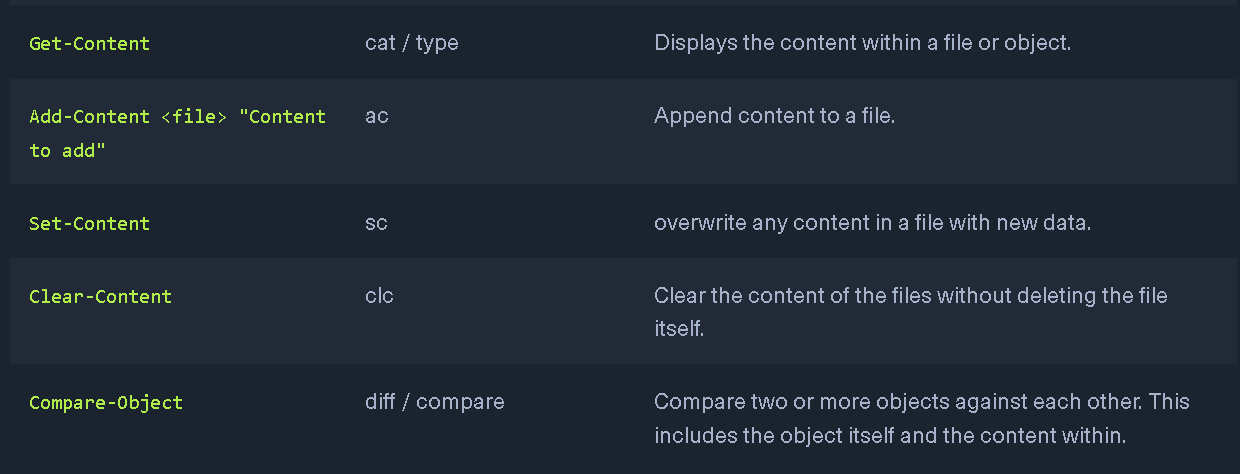 Get-Content cat / type Displays the content within a file or object.
Add-Content <file> "Content ac Append content to a file.
to add"
Set-Content sc overwrite any content in a file with new data.
Clear-Content clc Clear the content of the files without deleting the file
itself.
Compare-Object diff / compare Compare two or more objects against each other. This
includes the object itself and the content within.